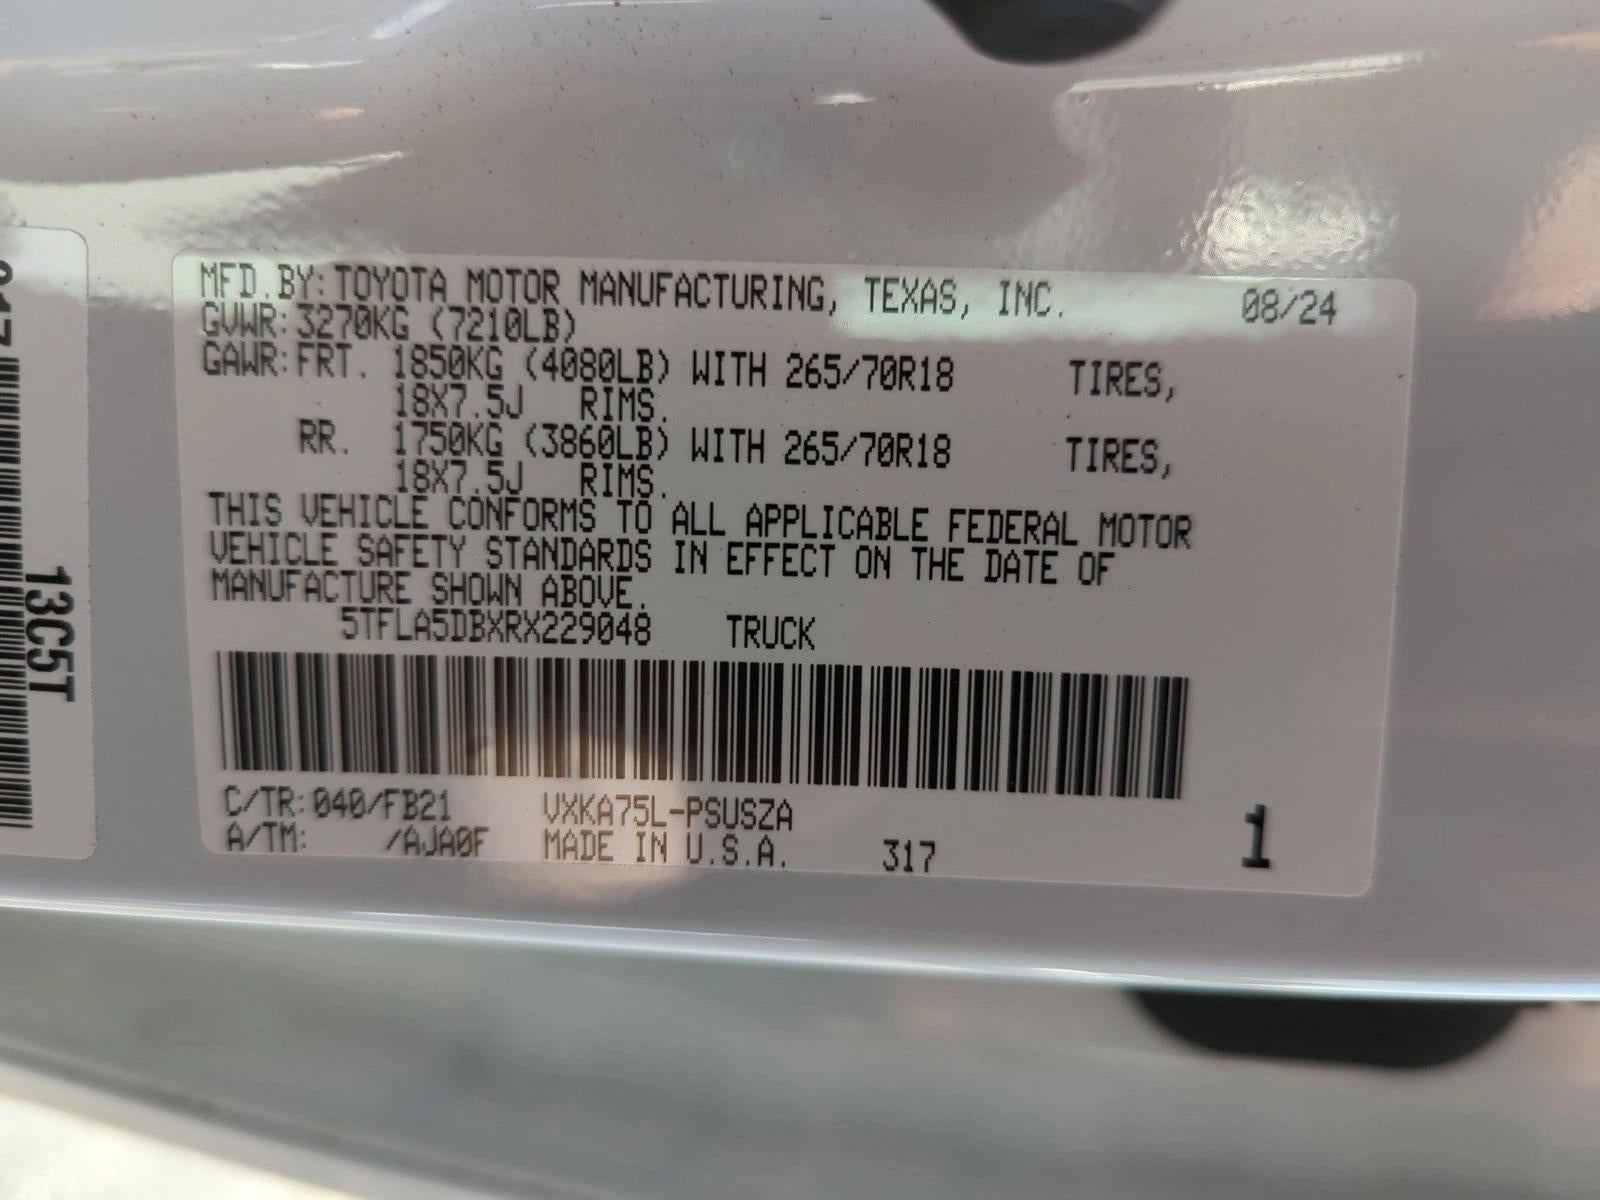 MFD. BY: TOYOTA MOTOR MANUFACTURING, TEXAS, INC. 08/24
GVWR: 3270KG (7210LB)
GAWR: FRT. 1850KG (4080LB) WITH 265/70R18 TIRES,
18X7.5J RIMS.
RR. 1750KG (3860LB) WITH 265/70R18 TIRES,
18X7.5J RIMS.
THIS VEHICLE CONFORMS TO ALL APPLICABLE FEDERAL MOTOR
VEHICLE SAFETY STANDARDS IN EFFECT ON THE DATE OF
MANUFACTURE SHOWN ABOVE.
5TFLA5DBXRX229048 TRUCK
C/TR: 040/FB21 VXKA75L-PSUSZA
A/TM: /AJA0F MADE IN U.S.A. 317 1
13C5T